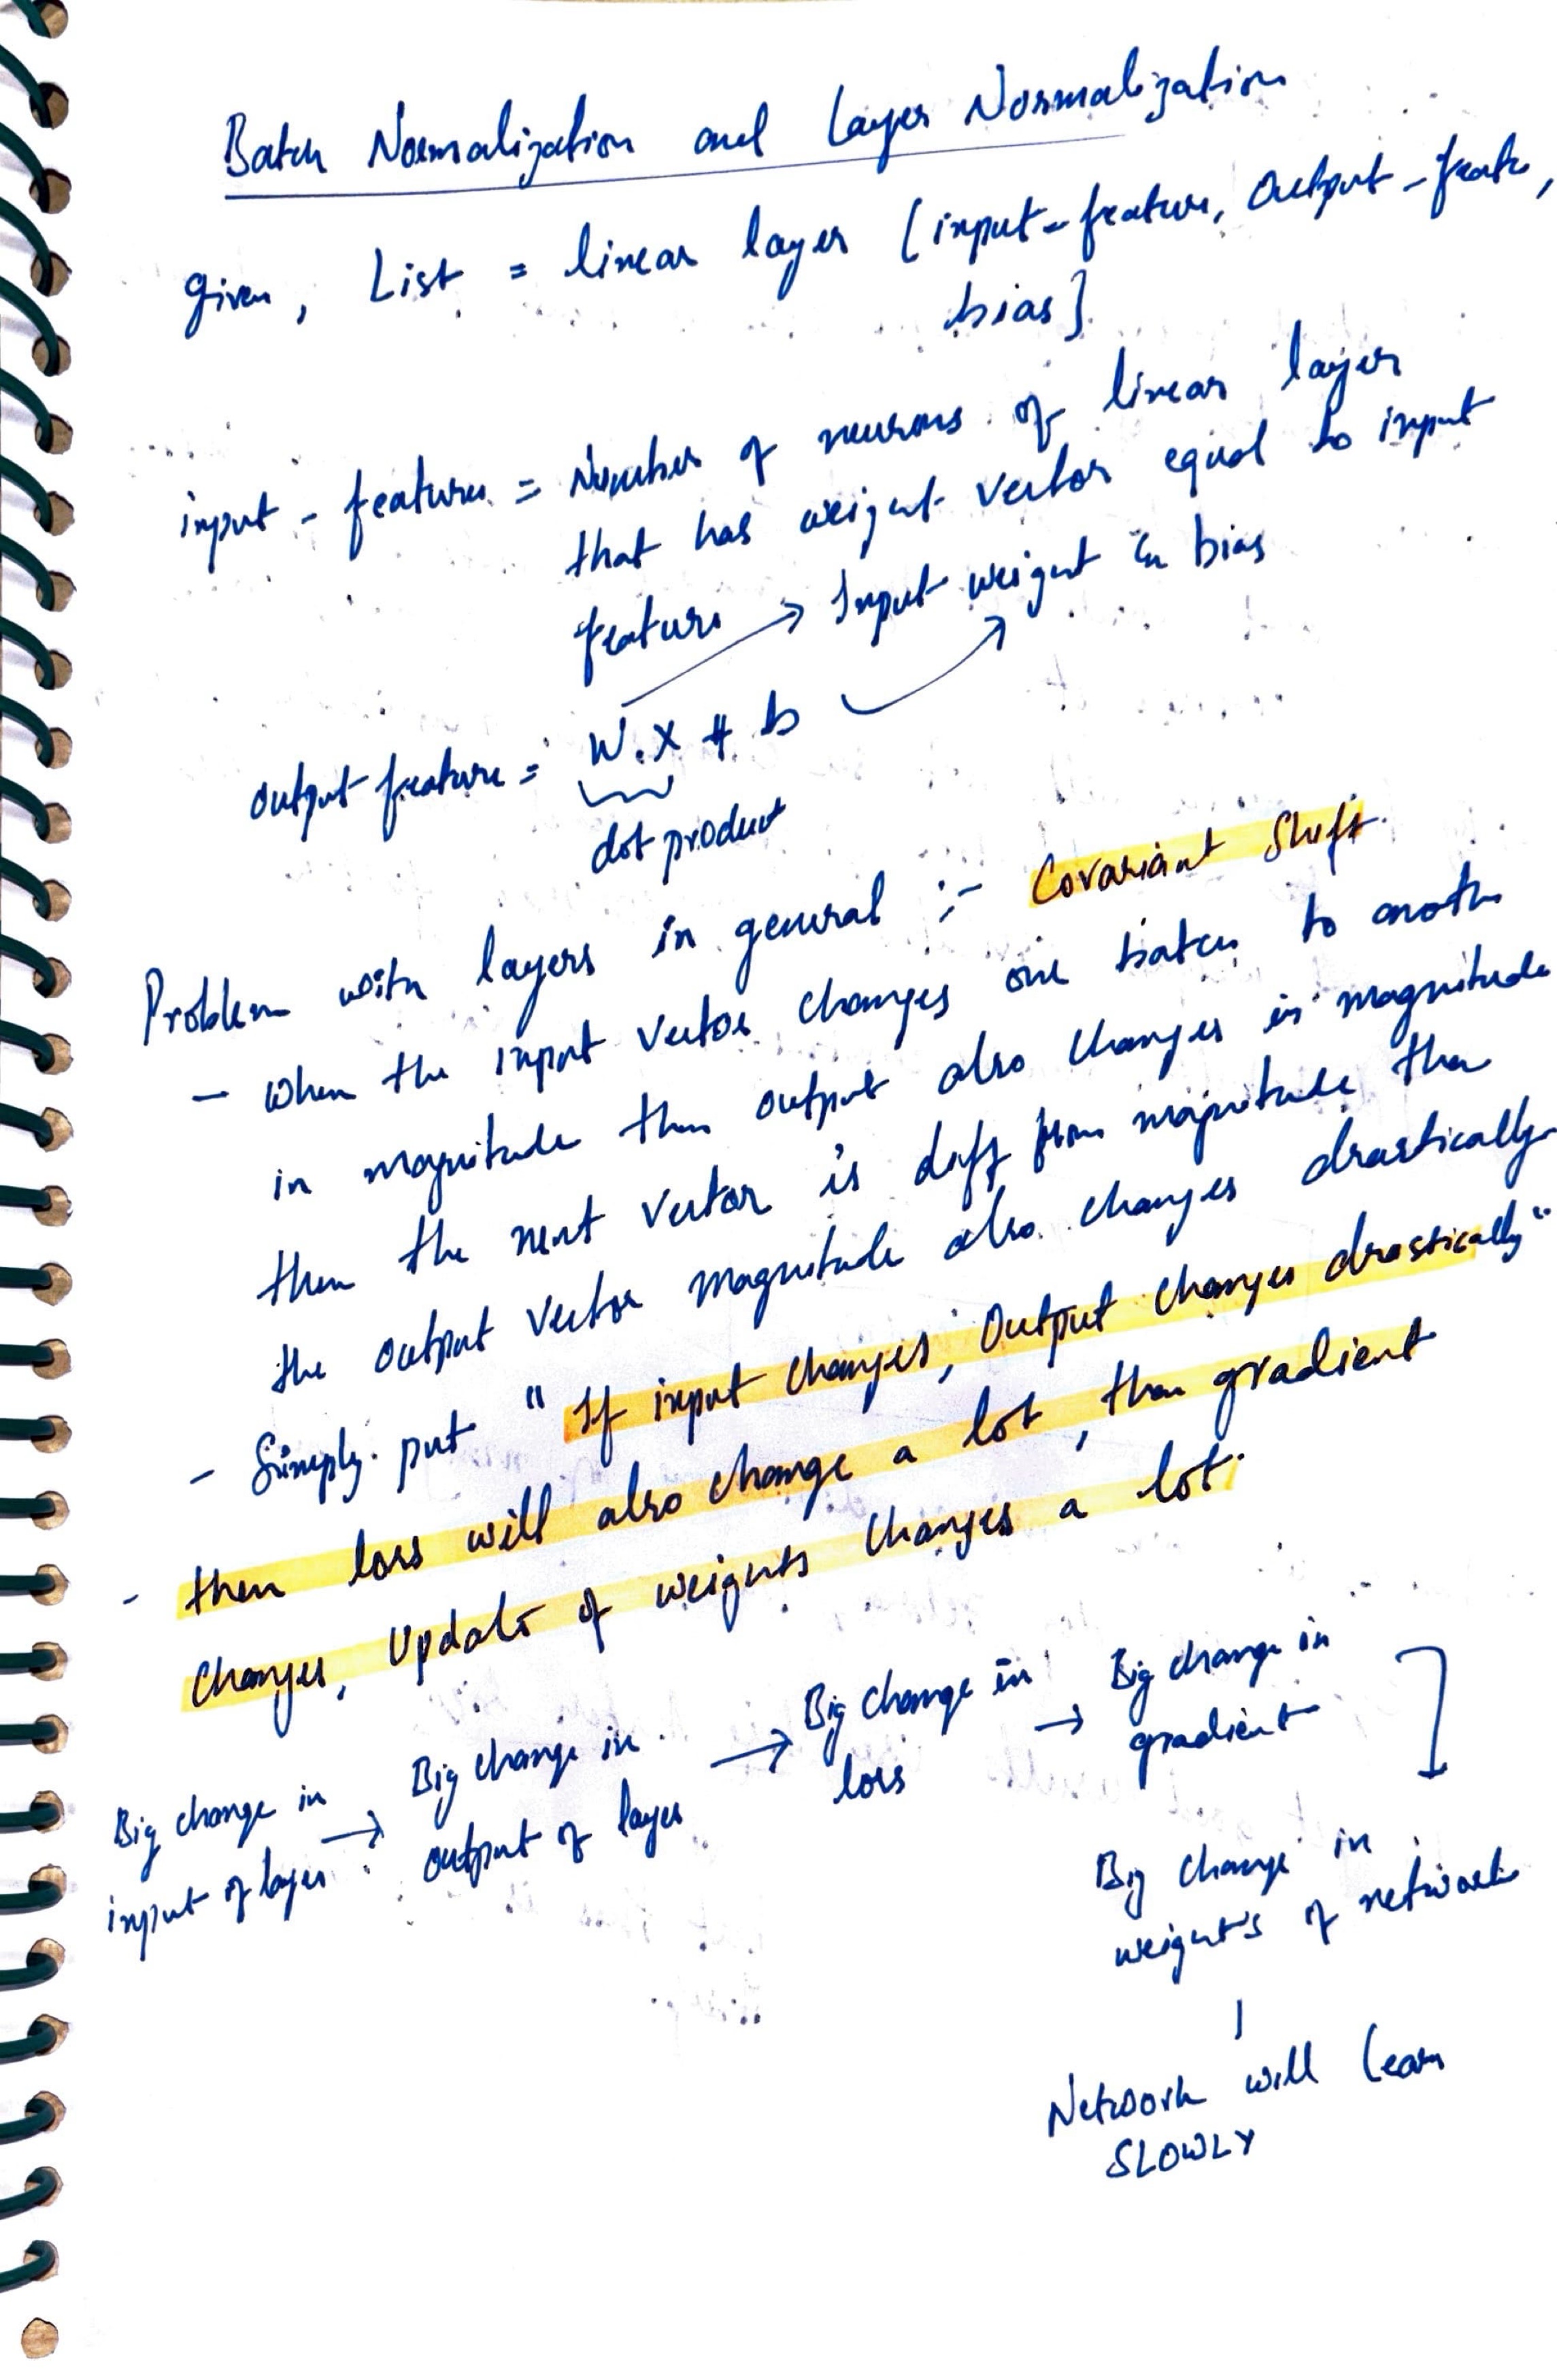 Batch Normalization and Layer Normalization
Given, List = linear layer [input-feature, Output-featu,
bias]
input-features = Number of neurons of linear layer
that has weight vector equal to input
features → Input weight & bias
output feature = W.X + b
dot product
Problem with layers in general :- Covariant Shift.
- When the input vector changes one batch to anoth
in magnitude then output also changes in magnitude
then the next vector is diff from magnitude then
the output vector magnitude also changes drastically
- Simply put "If input changes, Output changes drastically"
- then loss will also change a lot, then gradient
Changes, Update of weights changes a lot.
Big change in input of layer → Big change in output of layer → Big change in loss → Big change in gradient
Big change in
weight's of network
Network will learn
SLOWLY